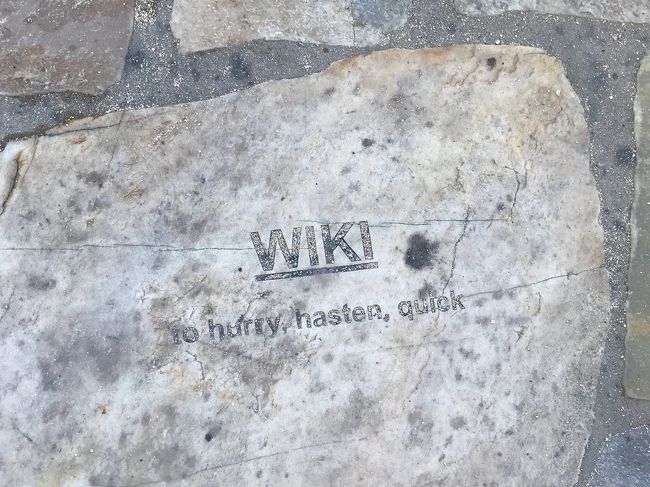 WIKI
to hurry, hasten, quick